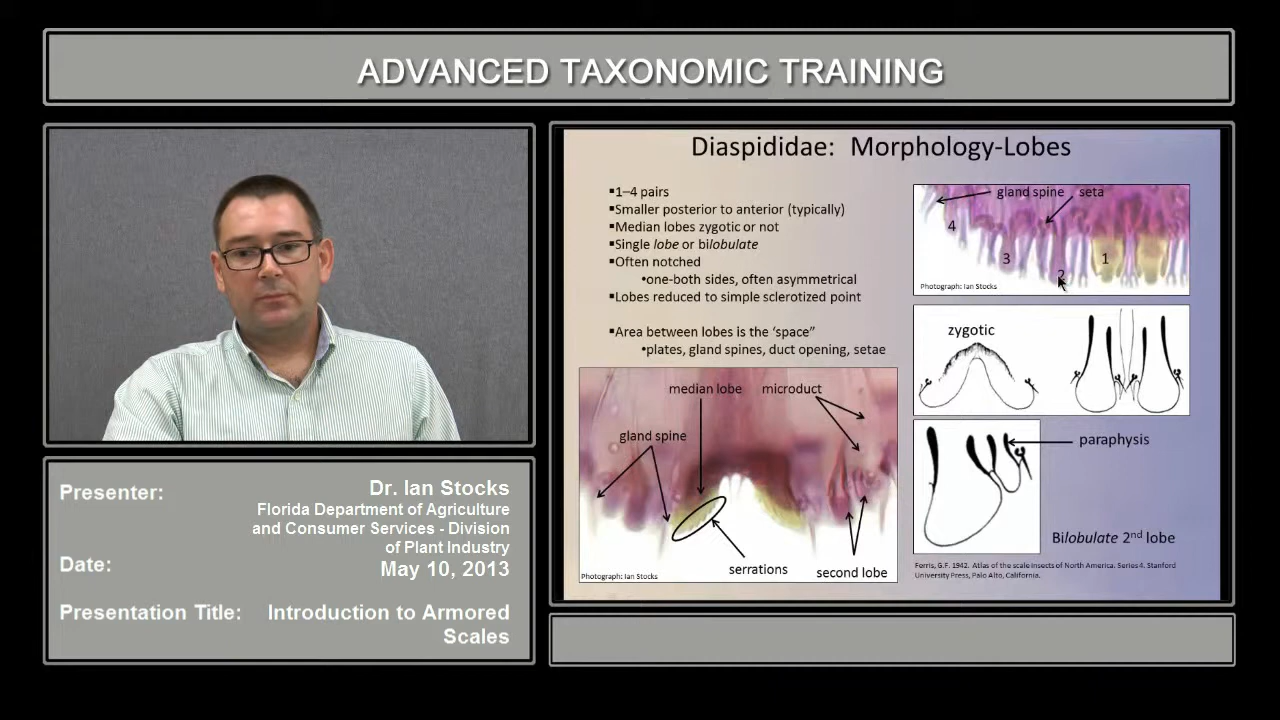 ADVANCED TAXONOMIC TRAINING
Presenter: Dr. Ian Stocks
Florida Department of Agriculture
and Consumer Services - Division
of Plant Industry
Date: May 10, 2013
Presentation Title: Introduction to Armored
Scales
Diaspididae: Morphology-Lobes
▪1–4 pairs
▪Smaller posterior to anterior (typically)
▪Median lobes zygotic or not
▪Single lobe or bilobulate
▪Often notched
•one-both sides, often asymmetrical
▪Lobes reduced to simple sclerotized point
▪Area between lobes is the ‘space”
•plates, gland spines, duct opening, setae
median lobe microduct
gland spine
serrations
second lobe
Photograph: Ian Stocks
gland spine seta
4
3
2
1
Photograph: Ian Stocks
zygotic
paraphysis
Bilobulate 2nd lobe
Ferris, G.F. 1942. Atlas of the scale insects of North America. Series 4. Stanford
University Press, Palo Alto, California.